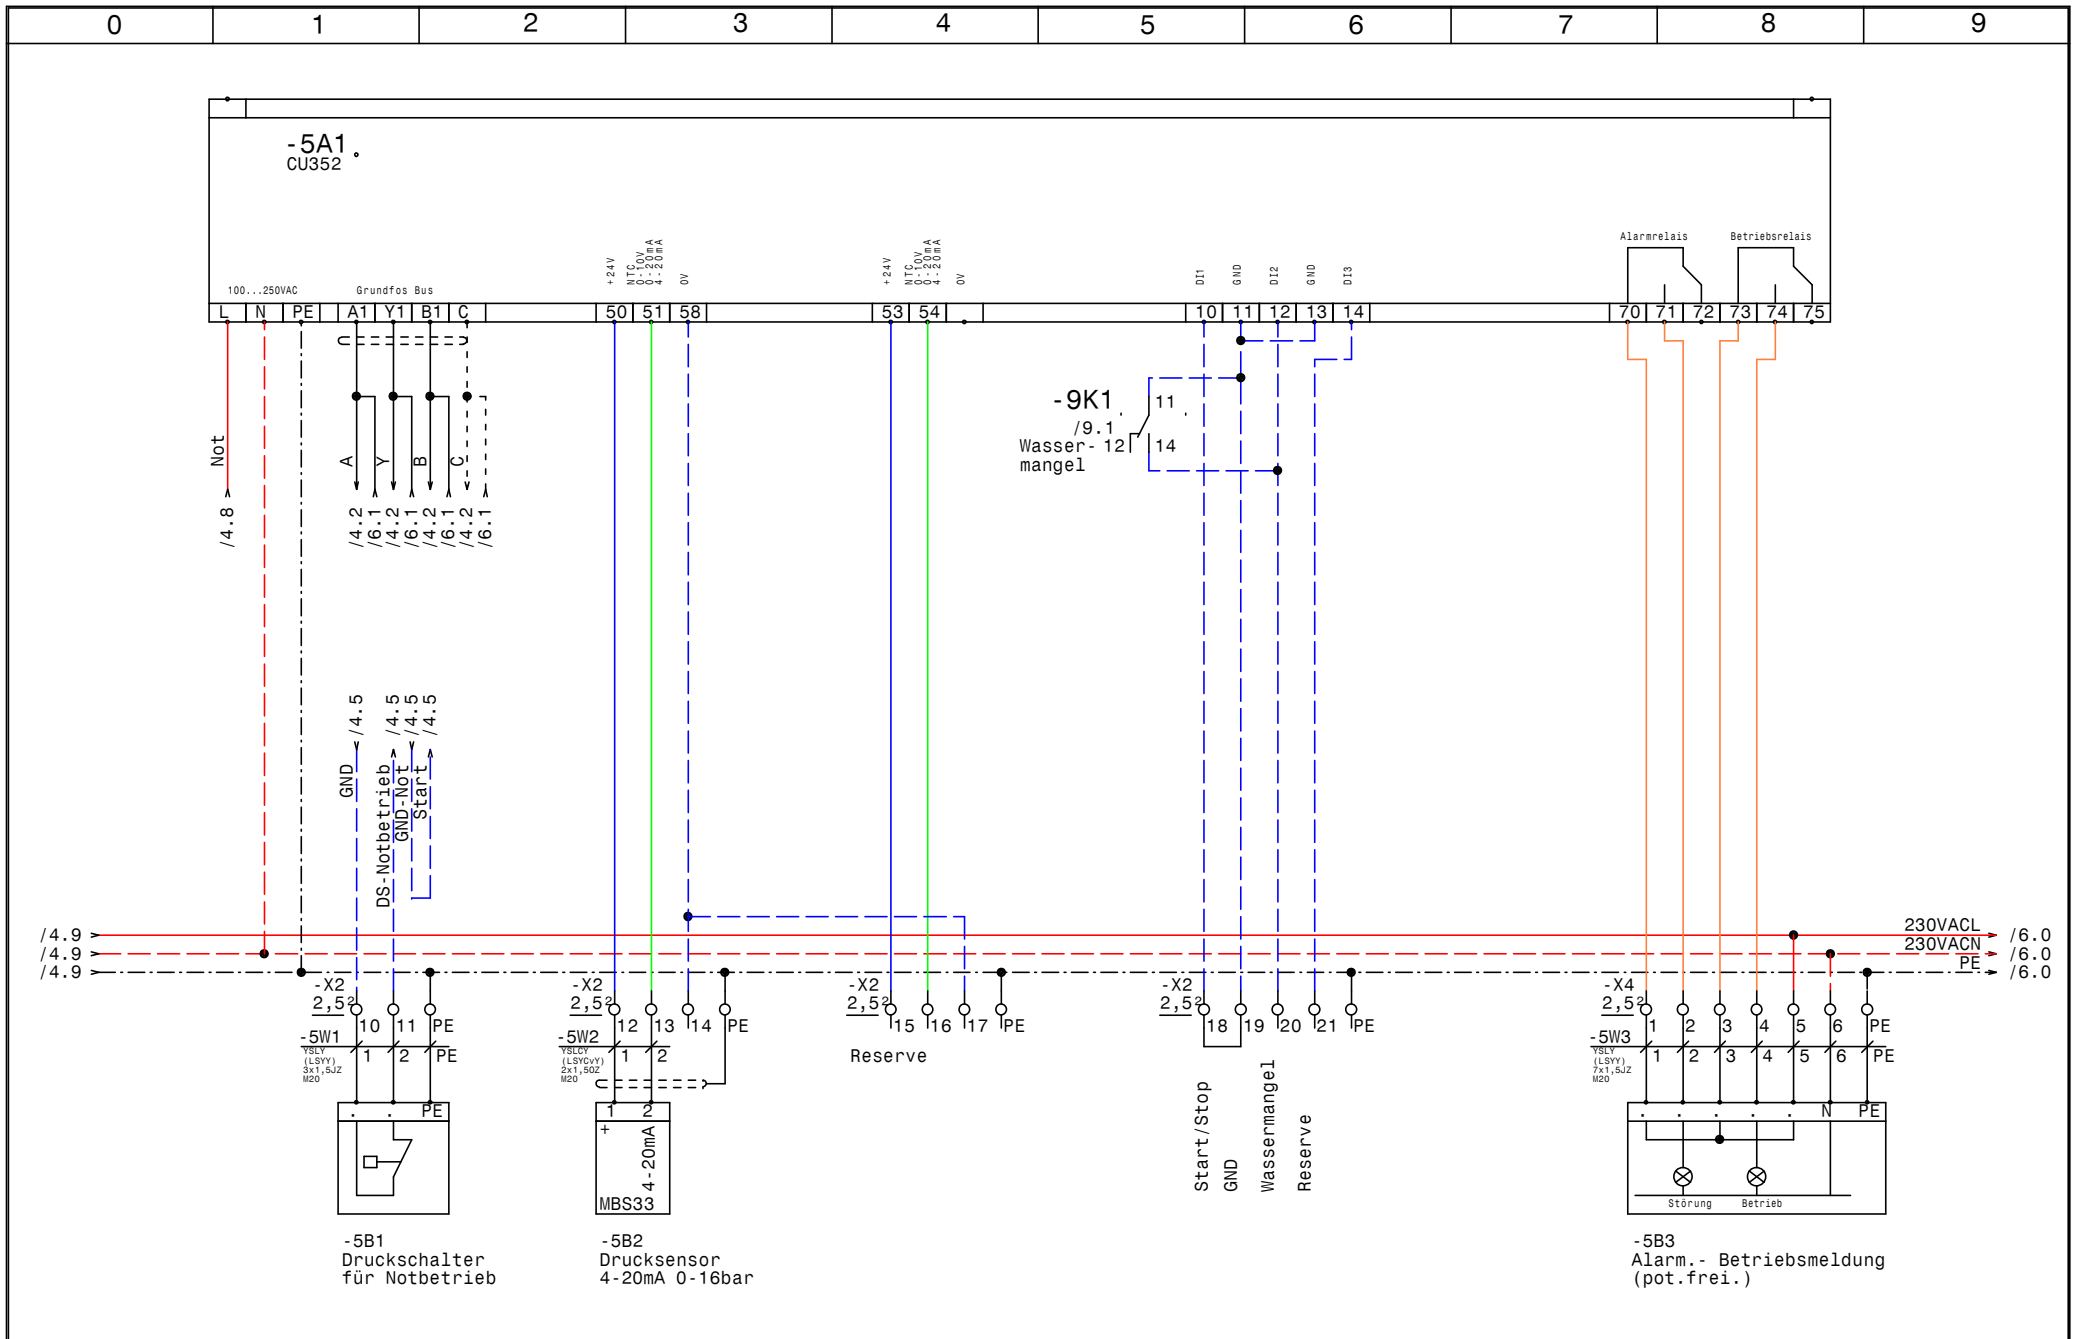 0 1 2 3 4 5 6 7 8 9
-5A1
CU352
Alarmrelais Betriebsrelais
+24V
NTC
0-10V
0-20mA
4-20mA
0V
+24V
NTC
0-10V
0-20mA
4-20mA
0V
DI1
GND
DI2
GND
DI3
100...250VAC Grundfos Bus
L N PE A1 Y1 B1 C 50 51 58 53 54 10 11 12 13 14 70 71 72 73 74 75
-9K1
/9.1
Wasser-
mangel
11
12 14
Not
A
Y
B
C
/4.8
/4.2
/6.1
/4.2
/6.1
/4.2
/6.1
/4.2
/6.1
/4.5
/4.5
/4.5
/4.5
GND
DS-Notbetrieb
GND-Not
Start
/4.9 230VACL /6.0
/4.9 230VACN /6.0
/4.9 PE /6.0
-X2
2,5²
10 11 PE
-5W1
YSLY
(LSYY)
3x1,5JZ
M20
1 2 PE
PE
-5B1
Druckschalter
für Notbetrieb
-X2
2,5²
12 13 14 PE
-5W2
YSLCY
(LSYCvY)
2x1,5OZ
M20
1 2
1 2
+
4-20mA
MBS33
-5B2
Drucksensor
4-20mA 0-16bar
-X2
2,5²
15 16 17 PE
Reserve
-X2
2,5²
18 19 20 21 PE
Start/Stop
GND
Wassermangel
Reserve
-X4
2,5²
1 2 3 4 5 6 PE
-5W3
YSLY
(LSYY)
7x1,5JZ
M20
1 2 3 4 5 6 PE
. . . . . N PE
Störung Betrieb
-5B3
Alarm.- Betriebsmeldung
(pot.frei.)